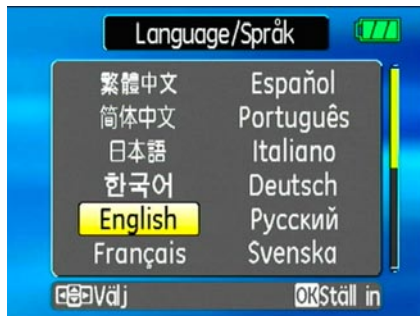 Language/Språk
繁體中文 Españoľ
简体中文 Português
日本語 Italiano
한국어 Deutsch
English Русский
Français Svenska
Välj OK Ställ in